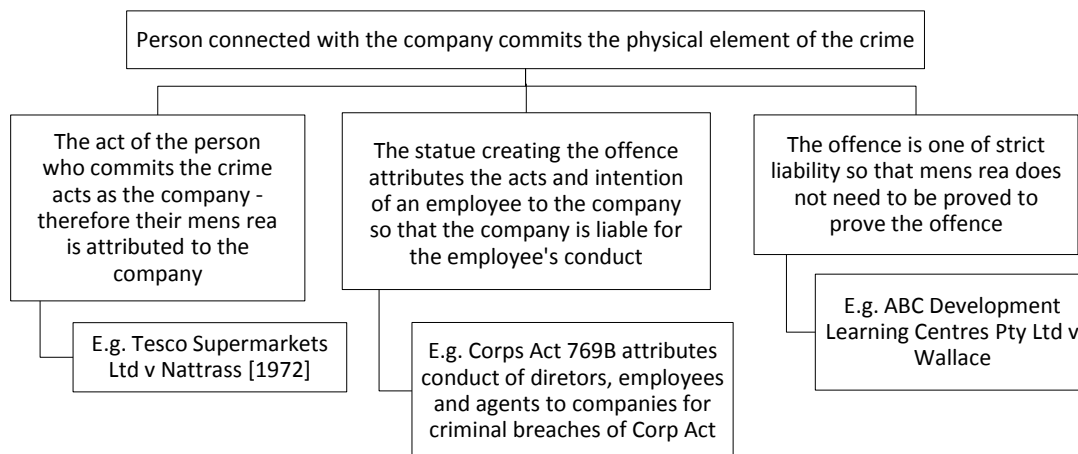 Person connected with the company commits the physical element of the crime
The act of the person
who commits the crime
acts as the company -
therefore their mens rea
is attributed to the
company
The statue creating the offence
attributes the acts and intention
of an employee to the company
so that the company is liable for
the employee's conduct
The offence is one of strict
liability so that mens rea does
not need to be proved to
prove the offence
E.g. Tesco Supermarkets
Ltd v Nattrass [1972]
E.g. Corps Act 769B attributes
conduct of diretors, employees
and agents to companies for
criminal breaches of Corp Act
E.g. ABC Development
Learning Centres Pty Ltd v
Wallace